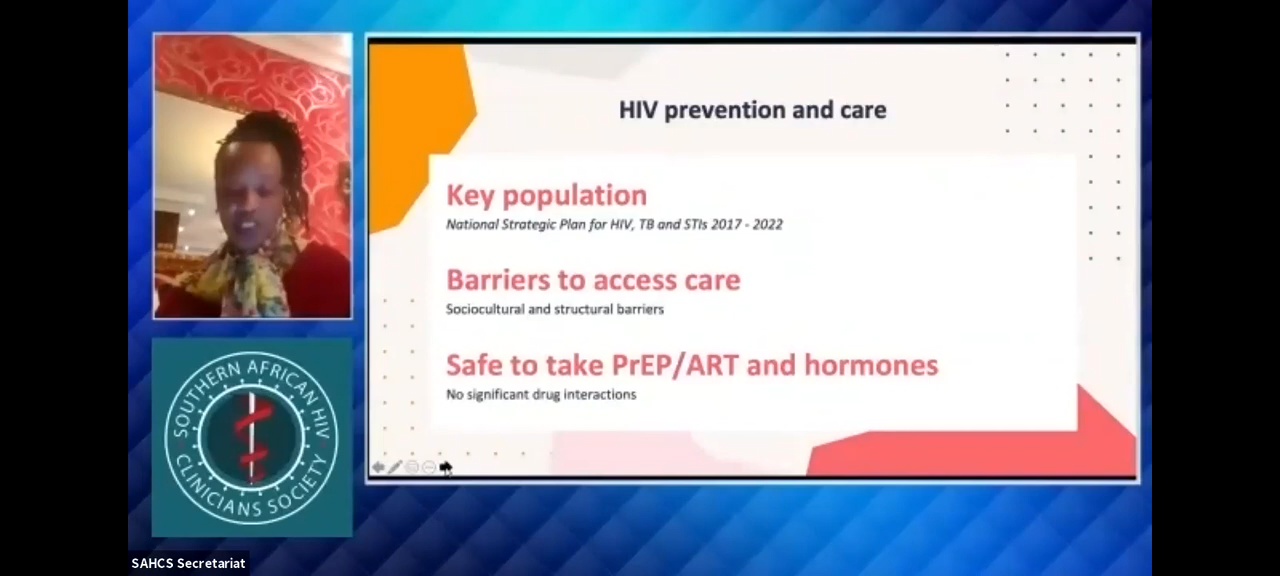 HIV prevention and care
Key population
National Strategic Plan for HIV, TB and STIs 2017 - 2022
Barriers to access care
Sociocultural and structural barriers
Safe to take PrEP/ART and hormones
No significant drug interactions
SOUTHERN AFRICAN HIV
CLINICIANS SOCIETY
SAHCS Secretariat